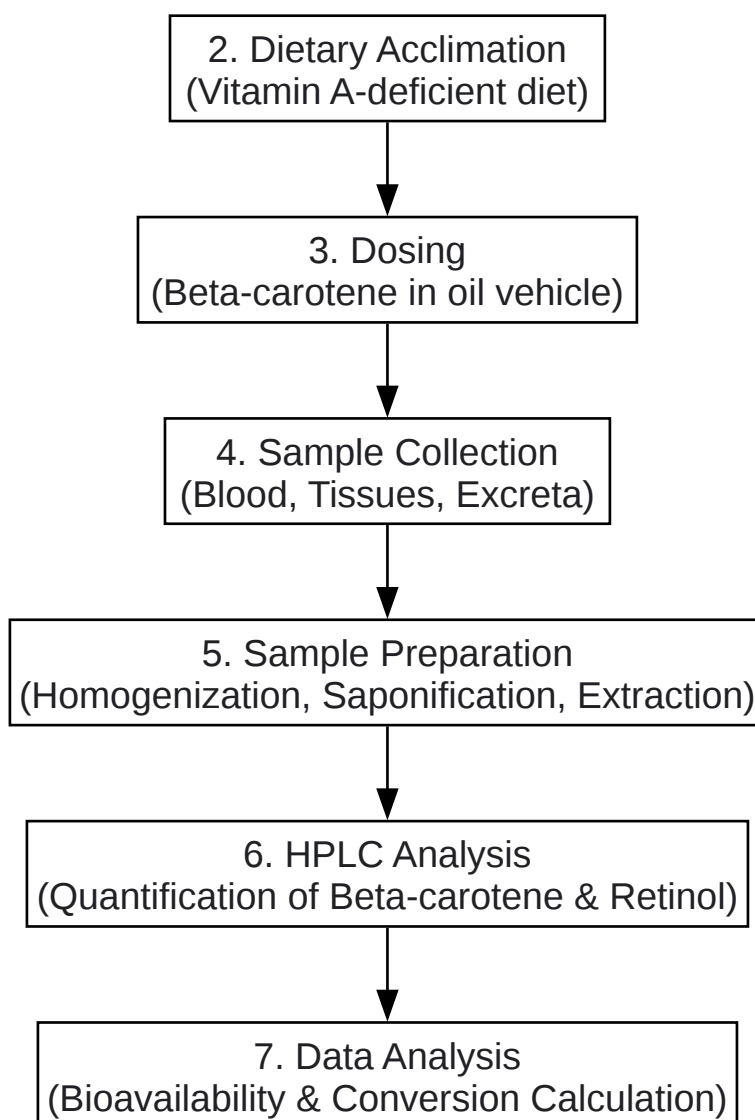 2. Dietary Acclimation
(Vitamin A-deficient diet)
3. Dosing
(Beta-carotene in oil vehicle)
4. Sample Collection
(Blood, Tissues, Excreta)
5. Sample Preparation
(Homogenization, Saponification, Extraction)
6. HPLC Analysis
(Quantification of Beta-carotene & Retinol)
7. Data Analysis
(Bioavailability & Conversion Calculation)